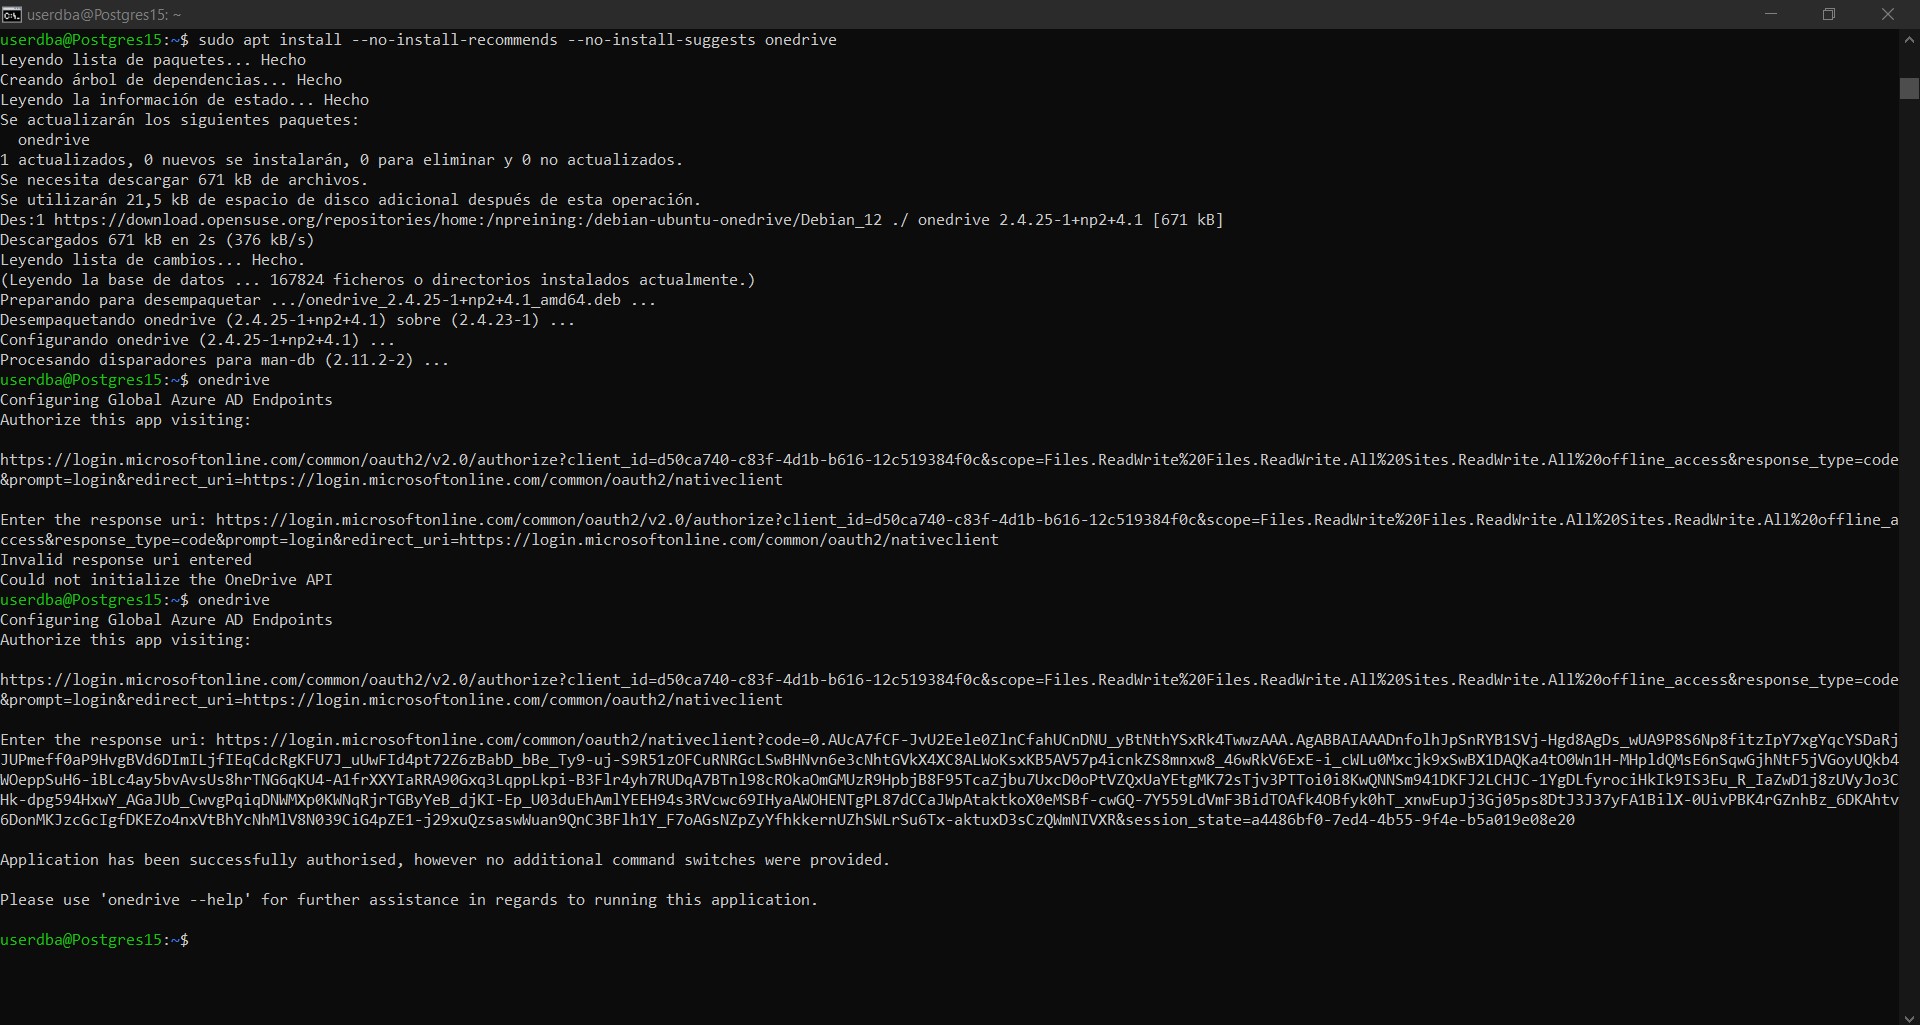 userdba@Postgres15: ~
userdba@Postgres15:~$ sudo apt install --no-install-recommends --no-install-suggests onedrive
Leyendo lista de paquetes... Hecho
Creando árbol de dependencias... Hecho
Leyendo la información de estado... Hecho
Se actualizarán los siguientes paquetes:
  onedrive
1 actualizados, 0 nuevos se instalarán, 0 para eliminar y 0 no actualizados.
Se necesita descargar 671 kB de archivos.
Se utilizarán 21,5 kB de espacio de disco adicional después de esta operación.
Des:1 https://download.opensuse.org/repositories/home:/npreining:/debian-ubuntu-onedrive/Debian_12 ./ onedrive 2.4.25-1+np2+4.1 [671 kB]
Descargados 671 kB en 2s (376 kB/s)
Leyendo lista de cambios... Hecho.
(Leyendo la base de datos ... 167824 ficheros o directorios instalados actualmente.)
Preparando para desempaquetar .../onedrive_2.4.25-1+np2+4.1_amd64.deb ...
Desempaquetando onedrive (2.4.25-1+np2+4.1) sobre (2.4.23-1) ...
Configurando onedrive (2.4.25-1+np2+4.1) ...
Procesando disparadores para man-db (2.11.2-2) ...
userdba@Postgres15:~$ onedrive
Configuring Global Azure AD Endpoints
Authorize this app visiting:
https://login.microsoftonline.com/common/oauth2/v2.0/authorize?client_id=d50ca740-c83f-4d1b-b616-12c519384f0c&scope=Files.ReadWrite%20Files.ReadWrite.All%20Sites.ReadWrite.All%20offline_access&response_type=code
&prompt=login&redirect_uri=https://login.microsoftonline.com/common/oauth2/nativeclient
Enter the response uri: https://login.microsoftonline.com/common/oauth2/v2.0/authorize?client_id=d50ca740-c83f-4d1b-b616-12c519384f0c&scope=Files.ReadWrite%20Files.ReadWrite.All%20Sites.ReadWrite.All%20offline_a
ccess&response_type=code&prompt=login&redirect_uri=https://login.microsoftonline.com/common/oauth2/nativeclient
Invalid response uri entered
Could not initialize the OneDrive API
userdba@Postgres15:~$ onedrive
Configuring Global Azure AD Endpoints
Authorize this app visiting:
https://login.microsoftonline.com/common/oauth2/v2.0/authorize?client_id=d50ca740-c83f-4d1b-b616-12c519384f0c&scope=Files.ReadWrite%20Files.ReadWrite.All%20Sites.ReadWrite.All%20offline_access&response_type=code
&prompt=login&redirect_uri=https://login.microsoftonline.com/common/oauth2/nativeclient
Enter the response uri: https://login.microsoftonline.com/common/oauth2/nativeclient?code=0.AUcA7fCF-JvU2Eele0ZlnCfahUCnDNU_yBtNthYSxRk4TwwzAAA.AgABBAIAAADnfolhJpSnRYB1SVj-Hgd8AgDs_wUA9P8S6Np8fitzIpY7xgYqcYSDaRj
JUPmeff0aP9HvgBVd6DImILjfIEqCdcRgKFU7J_uUwFId4pt72Z6zBabD_bBe_Ty9-uj-S9R51zOFCuRNRGcLSwBHNvn6e3cNhtGVkX4XC8ALWoKsxKB5AV57p4icnkZS8mnxw8_46wRkV6ExE-i_cWLu0Mxcjk9xSwBX1DAQKa4tO0Wn1H-MHpldQMsE6nSqwGjhNtF5jVGoyUQkb4
WOeppSuH6-iBLc4ay5bvAvsUs8hrTNG6qKU4-A1frXXYIaRRA90Gxq3LqppLkpi-B3Flr4yh7RUDqA7BTnl98cROkaOmGMUzR9HpbjB8F95TcaZjbu7UxcD0oPtVZQxUaYEtgMK72sTjv3PTToi0i8KwQNNSm941DKFJ2LCHJC-1YgDLfyrociHkIk9IS3Eu_R_IaZwD1j8zUVyJo3C
Hk-dpg594HxwY_AGaJUb_CwvgPqiqDNWMXp0KWNqRjrTGByYeB_djKI-Ep_U03duEhAmlYEEH94s3RVcwc69IHyaAWOHENTgPL87dCCaJWpAtaktkoX0eMSBf-cwGQ-7Y559LdVmF3BidTOAfk4OBfyk0hT_xnwEupJj3Gj05ps8DtJ3J37yFA1BilX-0UivPBK4rGZnhBz_6DKAhtv
6DonMKJzcGcIgfDKEZo4nxVtBhYcNhMlV8N039CiG4pZE1-j29xuQzsaswWuan9QnC3BFlh1Y_F7oAGsNZpZyYfhkkernUZhSWLrSu6Tx-aktuxD3sCzQWmNIVXR&session_state=a4486bf0-7ed4-4b55-9f4e-b5a019e08e20
Application has been successfully authorised, however no additional command switches were provided.
Please use 'onedrive --help' for further assistance in regards to running this application.
userdba@Postgres15:~$